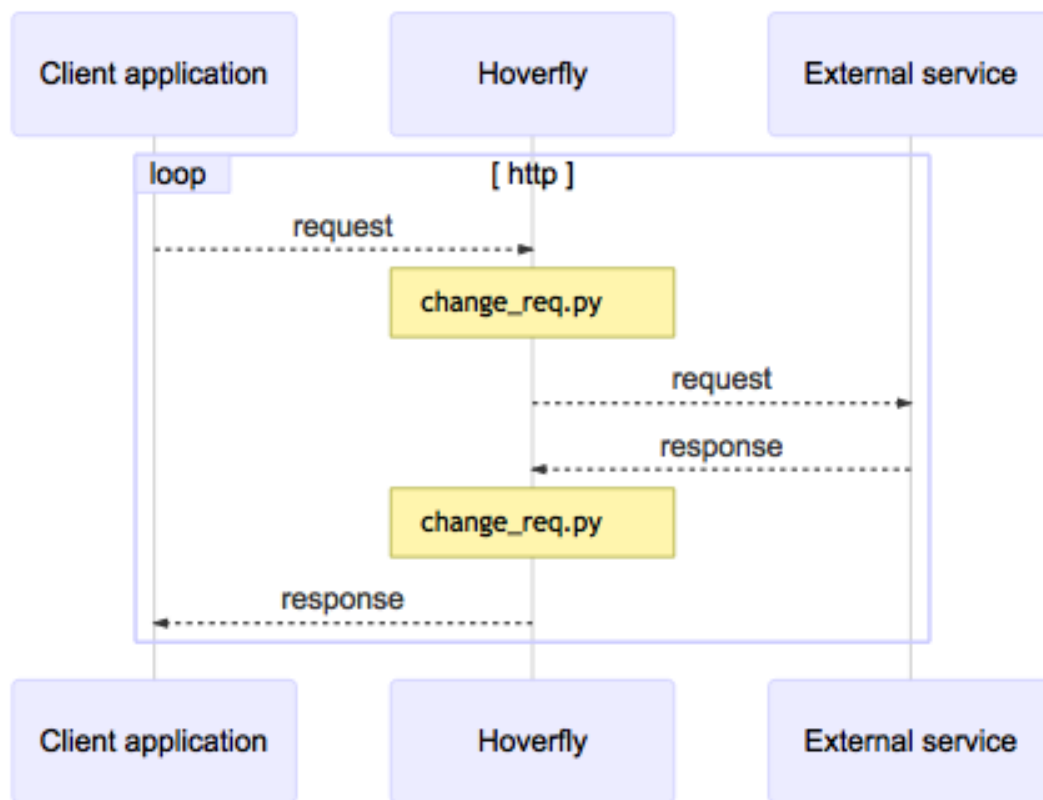 Client application
Hoverfly
External service
loop
[ http ]
request
change_req.py
request
response
change_req.py
response
Client application
Hoverfly
External service